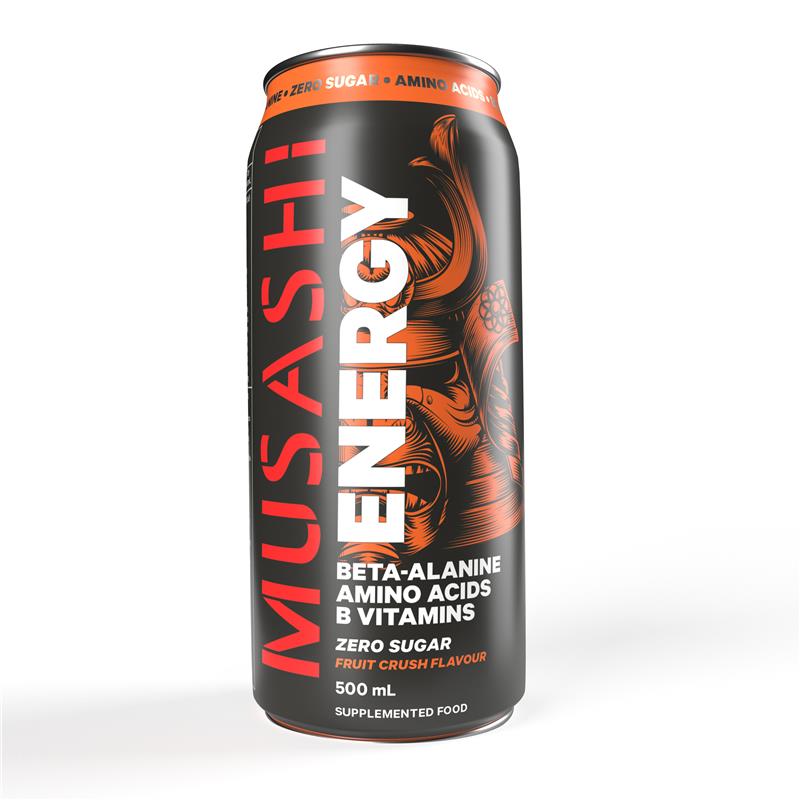 NINE • ZERO SUGAR • AMINO ACIDS •
MUSASHi
ENERGY
BETA-ALANINE
AMINO ACIDS
B VITAMINS
ZERO SUGAR
FRUIT CRUSH FLAVOUR
500 mL
SUPPLEMENTED FOOD